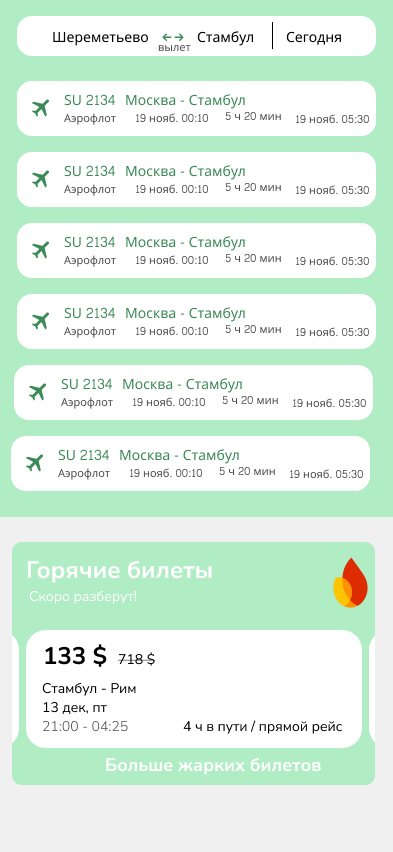 Шереметьево Стамбул Сегодня
вылет
SU 2134 Москва - Стамбул
Аэрофлот 19 нояб. 00:10 5 ч 20 мин 19 нояб. 05:30
SU 2134 Москва - Стамбул
Аэрофлот 19 нояб. 00:10 5 ч 20 мин 19 нояб. 05:30
SU 2134 Москва - Стамбул
Аэрофлот 19 нояб. 00:10 5 ч 20 мин 19 нояб. 05:30
SU 2134 Москва - Стамбул
Аэрофлот 19 нояб. 00:10 5 ч 20 мин 19 нояб. 05:30
SU 2134 Москва - Стамбул
Аэрофлот 19 нояб. 00:10 5 ч 20 мин 19 нояб. 05:30
SU 2134 Москва - Стамбул
Аэрофлот 19 нояб. 00:10 5 ч 20 мин 19 нояб. 05:30
Горячие билеты
Скоро разберут!
133 $ 718 $
Стамбул - Рим
13 дек, пт
21:00 - 04:25 4 ч в пути / прямой рейс
Больше жарких билетов